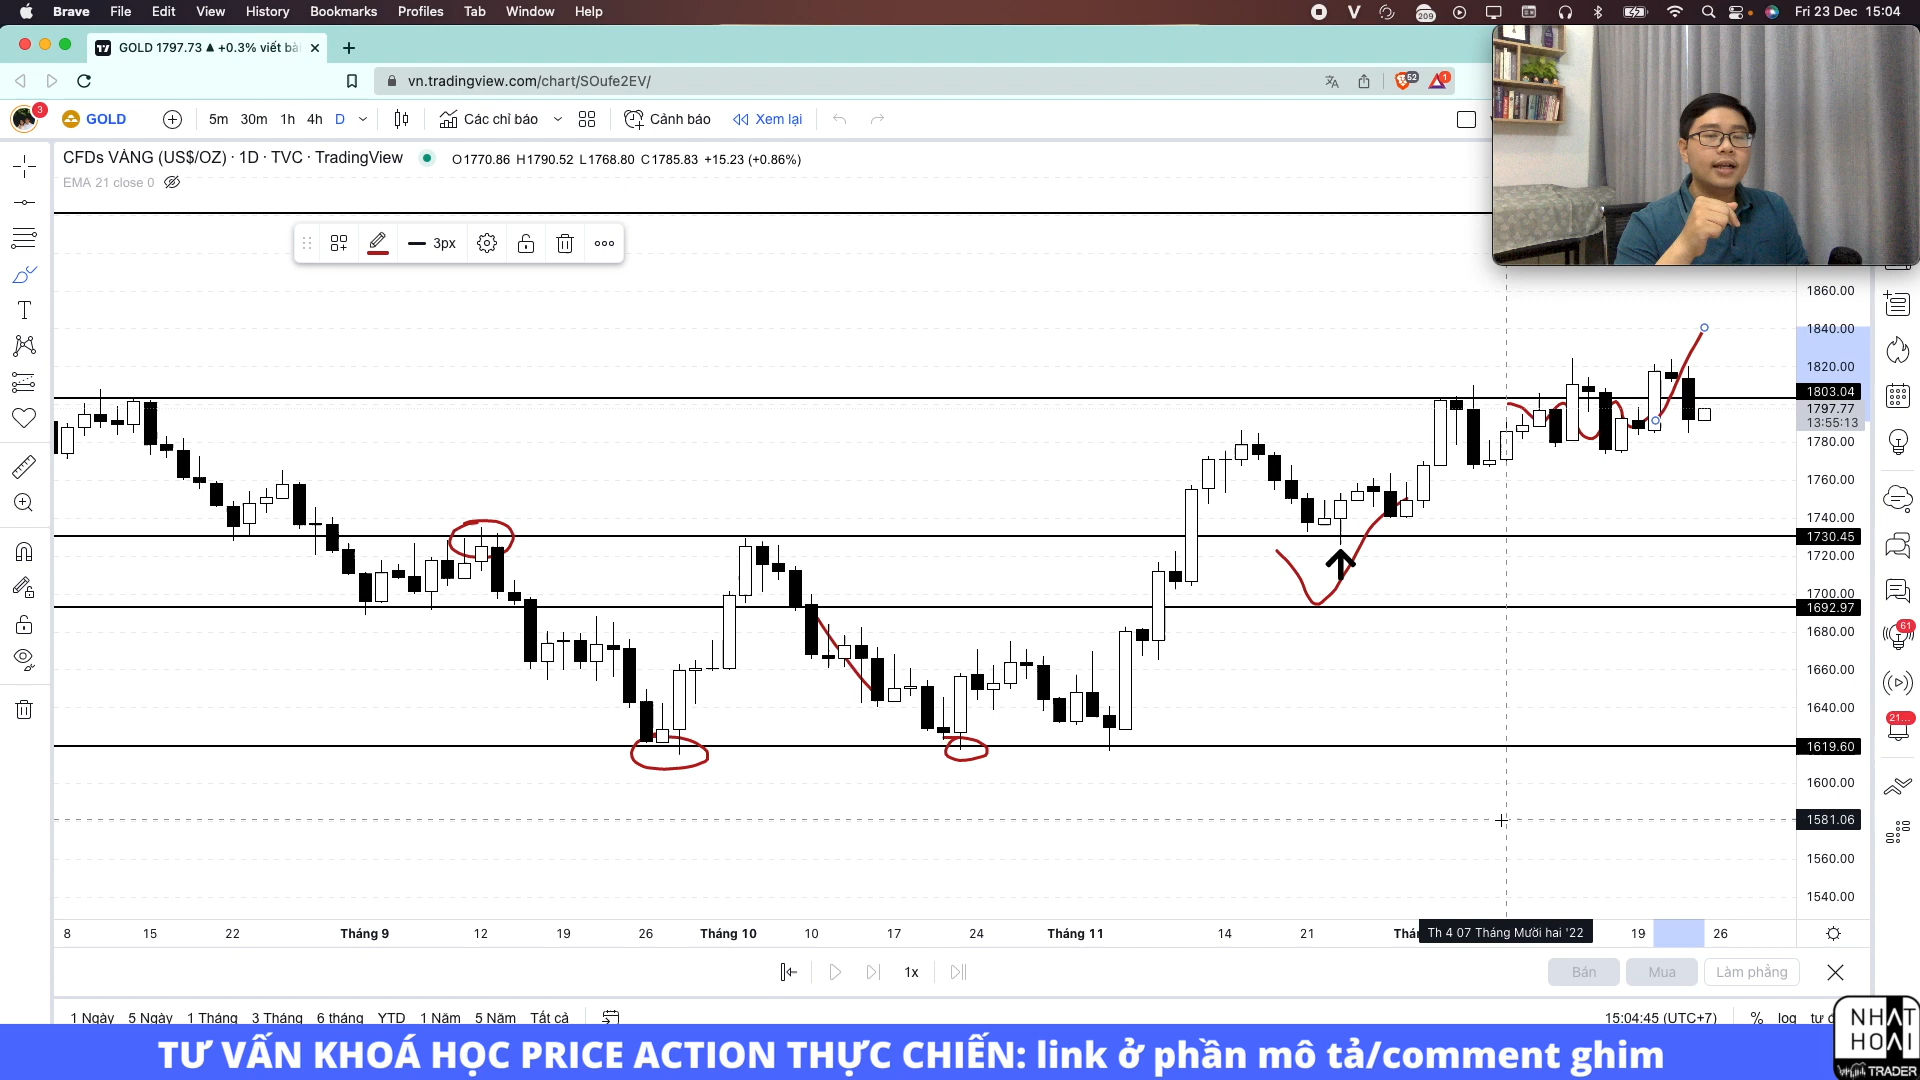 Brave File Edit View History Bookmarks Profiles Tab Window Help
209
Fri 23 Dec 15:04
GOLD 1797.73 ▲ +0.3% viết bà
vn.tradingview.com/chart/SOufe2EV/
52
1
3
GOLD
5m 30m 1h 4h D
Các chỉ báo
Cảnh báo
Xem lại
CFDs VÀNG (US$/OZ) · 1D · TVC · TradingView
O1770.86 H1790.52 L1768.80 C1785.83 +15.23 (+0.86%)
EMA 21 close 0
3px
1860.00
1840.00
1820.00
1803.04
1797.77
13:55:13
1780.00
1760.00
1740.00
1730.45
1720.00
1700.00
1692.97
1680.00
1660.00
1640.00
1619.60
1600.00
1581.06
1560.00
1540.00
61
21...
8 15 22 Tháng 9 12 19 26 Tháng 10 10 17 24 Tháng 11 14 21 Thá Th 4 07 Tháng Mười hai '22 19 26
1x
Bán Mua Làm phẳng
1 Ngày 5 Ngày 1 Tháng 3 Tháng 6 tháng YTD 1 Năm 5 Năm Tất cả
15:04:45 (UTC+7) % log tự đ
TƯ VẤN KHOÁ HỌC PRICE ACTION THỰC CHIẾN: link ở phần mô tả/comment ghim
NHAT
HOAI
TRADER